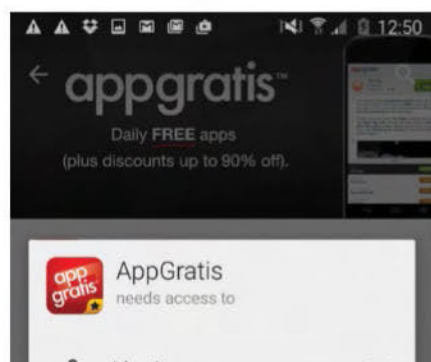 12:50
appgratis™
Daily FREE apps
(plus discounts up to 90% off).
app
gratis
AppGratis
needs access to